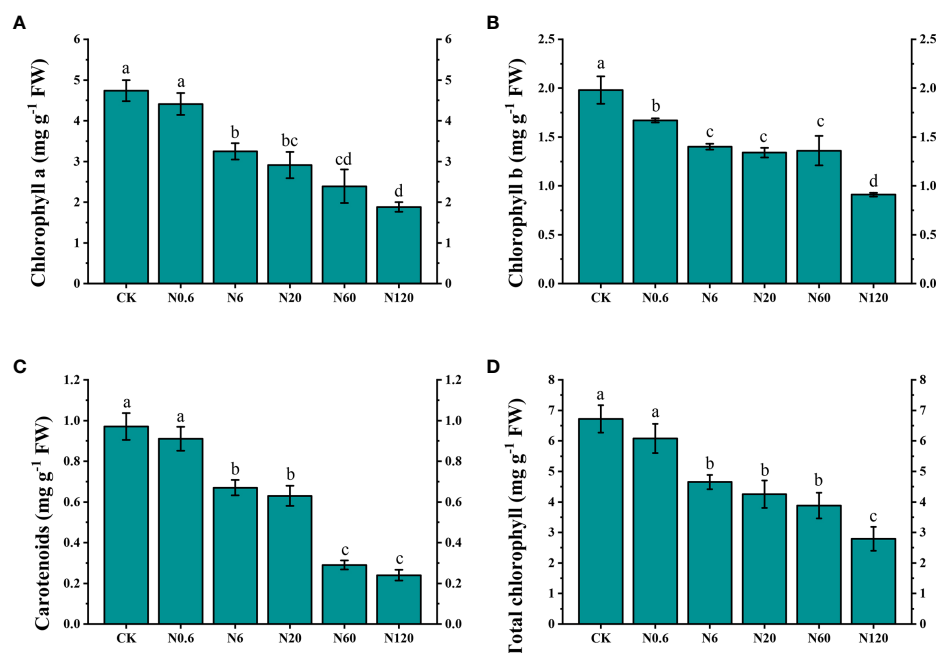 A
Chlorophyll a (mg g-1 FW)
6 5 4 3 2 1 0
a a b bc cd d
6 5 4 3 2 1 0
CK N0.6 N6 N20 N60 N120
B
Chlorophyll b (mg g-1 FW)
2.5 2.0 1.5 1.0 0.5 0.0
a b c c c d
2.5 2.0 1.5 1.0 0.5 0.0
CK N0.6 N6 N20 N60 N120
C
Carotenoids (mg g-1 FW)
1.2 1.0 0.8 0.6 0.4 0.2 0.0
a a b b c c
1.2 1.0 0.8 0.6 0.4 0.2 0.0
CK N0.6 N6 N20 N60 N120
D
Total chlorophyll (mg g-1 FW)
8 7 6 5 4 3 2 1 0
a a b b b c
8 7 6 5 4 3 2 1 0
CK N0.6 N6 N20 N60 N120